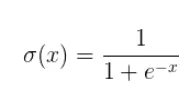 σ(x) = 1 / (1 + e^{-x})